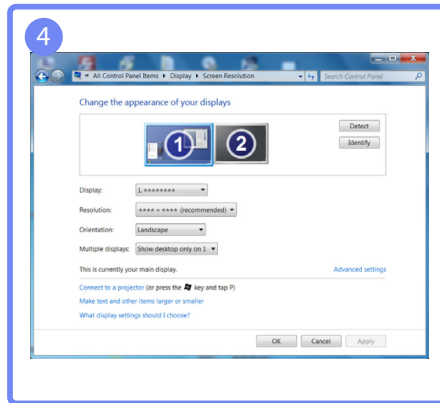 4
All Control Panel Items ▸ Display ▸ Screen Resolution
Search Control Panel
Change the appearance of your displays
1
2
Detect
Identify
Display: 1.********
Resolution: **** × **** (recommended)
Orientation: Landscape
Multiple displays: Show desktop only on 1
This is currently your main display.
Advanced settings
Connect to a projector (or press the key and tap P)
Make text and other items larger or smaller
What display settings should I choose?
OK
Cancel
Apply